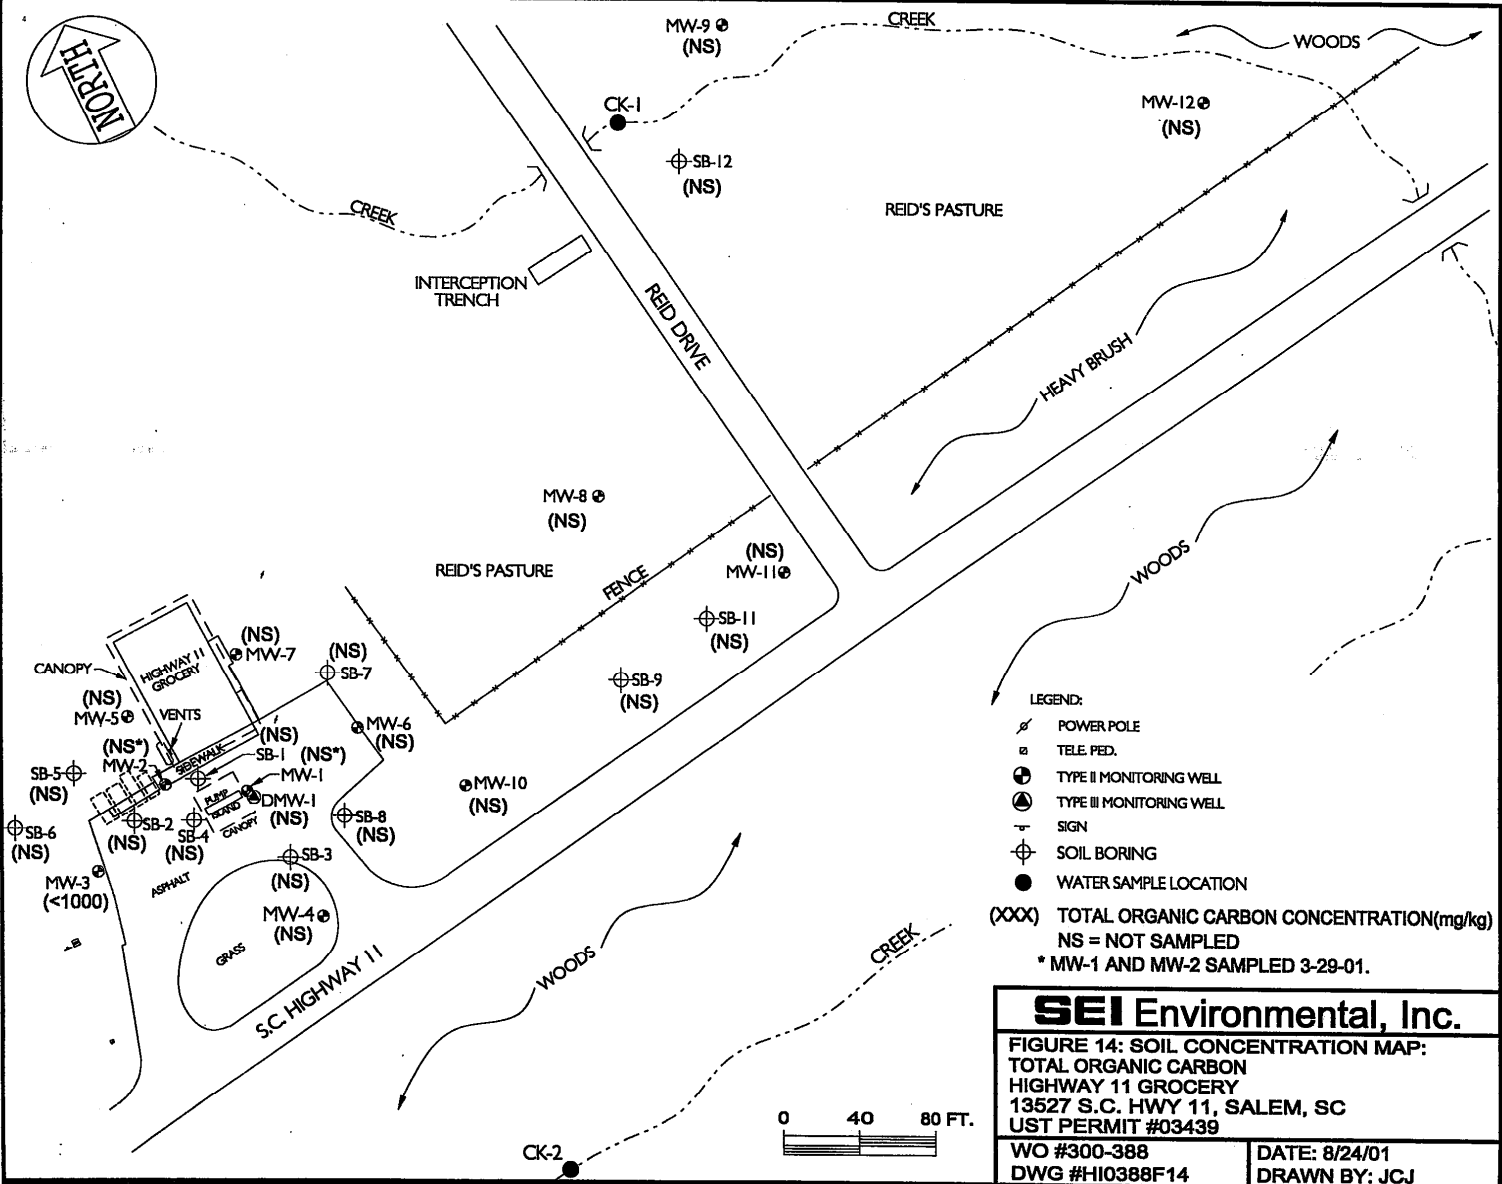 4
NORTH
MW-9
(NS)
CREEK
WOODS
CK-1
MW-12
(NS)
SB-12
(NS)
CREEK
REID'S PASTURE
INTERCEPTION
TRENCH
REID DRIVE
HEAVY BRUSH
MW-8
(NS)
REID'S PASTURE
FENCE
(NS)
MW-11
WOODS
SB-11
(NS)
SB-9
(NS)
(NS)
MW-7
(NS)
SB-7
CANOPY
HIGHWAY 11
GROCERY
(NS)
MW-5
VENTS
MW-6
(NS)
(NS)
SB-1
(NS*)
MW-2
SIDEWALK
(NS*)
MW-1
SB-5
(NS)
PUMP
ISLAND
CANOPY
DMW-1
(NS)
MW-10
(NS)
SB-6
(NS)
SB-2
(NS)
SB-4
(NS)
SB-8
(NS)
SB-3
(NS)
MW-3
(<1000)
ASPHALT
MW-4
(NS)
GRASS
S.C. HIGHWAY 11
WOODS
CREEK
CK-2
0 40 80 FT.
LEGEND:
POWER POLE
TELE. PED.
TYPE II MONITORING WELL
TYPE III MONITORING WELL
SIGN
SOIL BORING
WATER SAMPLE LOCATION
(XXX) TOTAL ORGANIC CARBON CONCENTRATION(mg/kg)
NS = NOT SAMPLED
* MW-1 AND MW-2 SAMPLED 3-29-01.
SEI Environmental, Inc.
FIGURE 14: SOIL CONCENTRATION MAP:
TOTAL ORGANIC CARBON
HIGHWAY 11 GROCERY
13527 S.C. HWY 11, SALEM, SC
UST PERMIT #03439
WO #300-388
DWG #HI0388F14
DATE: 8/24/01
DRAWN BY: JCJ